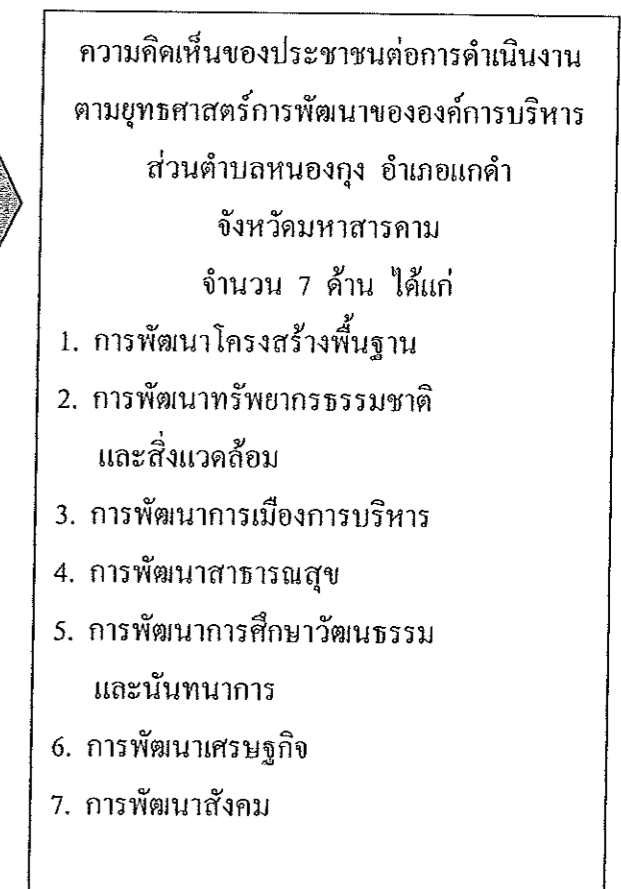 ความคิดเห็นของประชาชนต่อการดำเนินงาน
ตามยุทธศาสตร์การพัฒนาขององค์การบริหาร
ส่วนตำบลหนองกุง อำเภอแกดำ
จังหวัดมหาสารคาม
จำนวน 7 ด้าน ได้แก่
1. การพัฒนาโครงสร้างพื้นฐาน
2. การพัฒนาทรัพยากรธรรมชาติ
และสิ่งแวดล้อม
3. การพัฒนาการเมืองการบริหาร
4. การพัฒนาสาธารณสุข
5. การพัฒนาการศึกษาวัฒนธรรม
และนันทนาการ
6. การพัฒนาเศรษฐกิจ
7. การพัฒนาสังคม